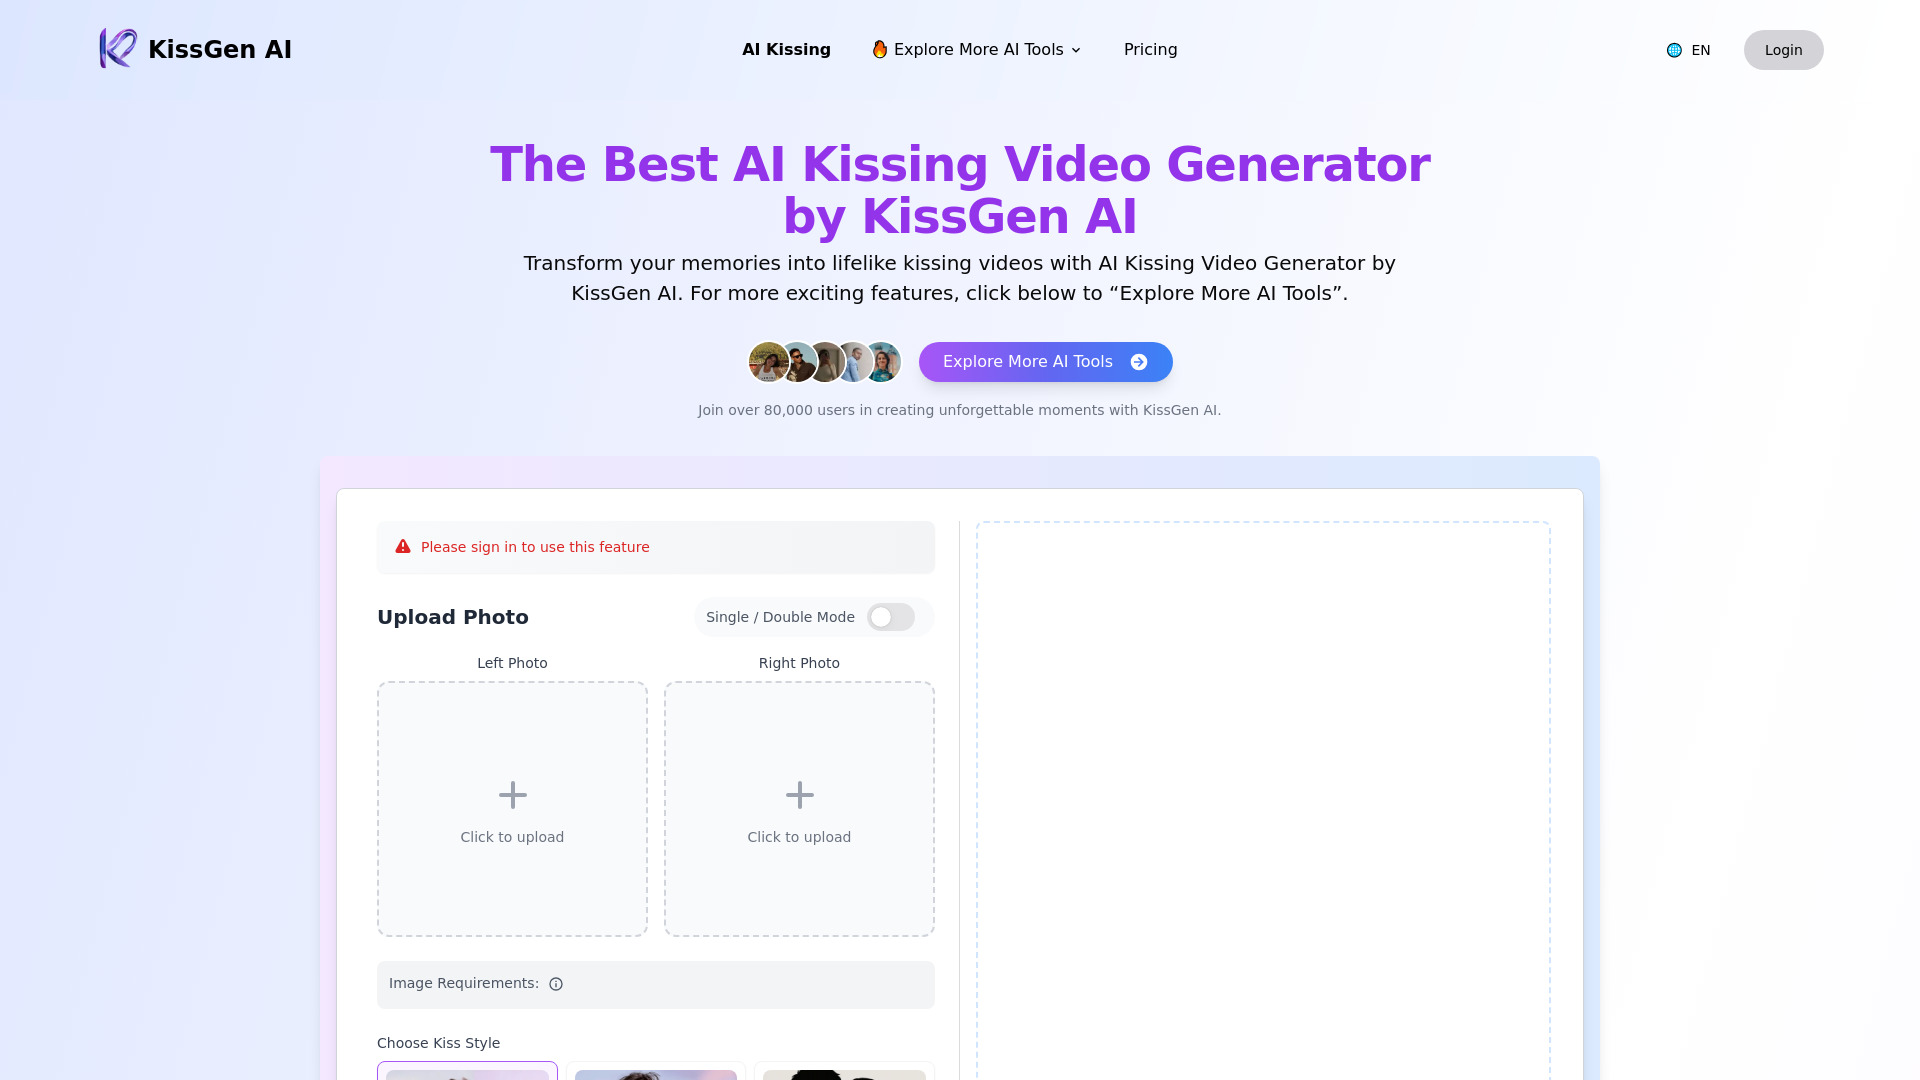 KissGen AI
AI Kissing
Explore More AI Tools
Pricing
EN
Login
The Best AI Kissing Video Generator
by KissGen AI
Transform your memories into lifelike kissing videos with AI Kissing Video Generator by
KissGen AI. For more exciting features, click below to “Explore More AI Tools”.
Explore More AI Tools
Join over 80,000 users in creating unforgettable moments with KissGen AI.
Please sign in to use this feature
Upload Photo
Single / Double Mode
Left Photo
Right Photo
Click to upload
Click to upload
Image Requirements:
Choose Kiss Style